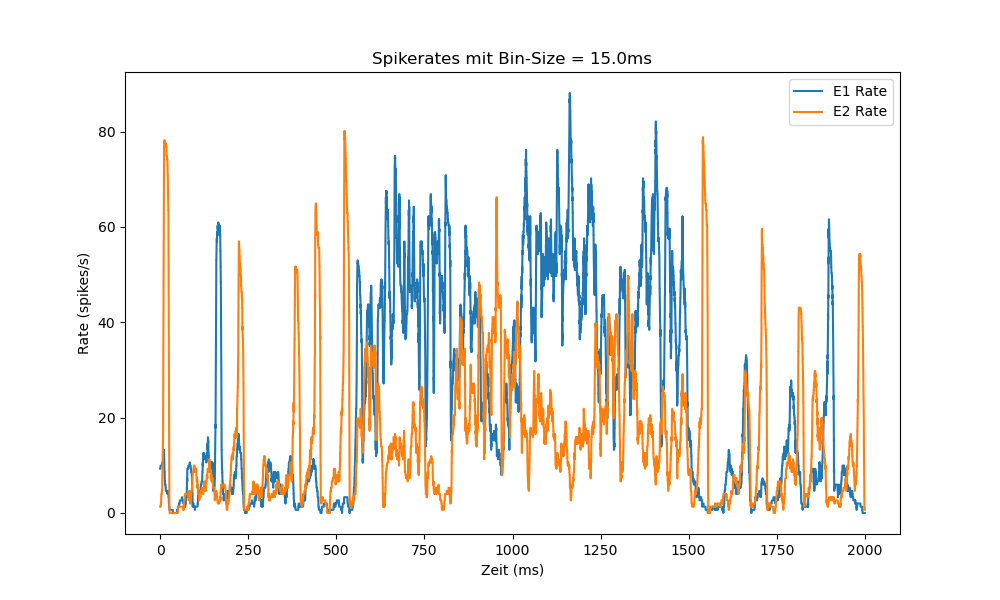 Spikerates mit Bin-Size = 15.0ms
E1 Rate
E2 Rate
Rate (spikes/s)
80
60
40
20
0
0 250 500 750 1000 1250 1500 1750 2000
Zeit (ms)